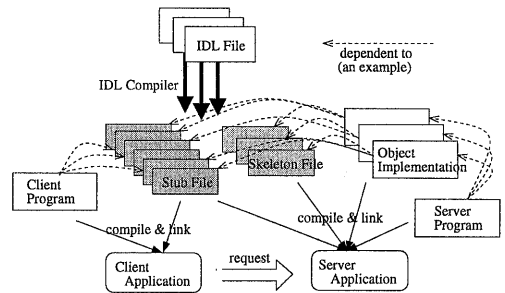 IDL File
dependent to
(an example)
IDL Compiler
Skeleton File
Object
Implementation
Stub File
Client
Program
Server
Program
compile & link
compile & link
Client
Application
request
Server
Application